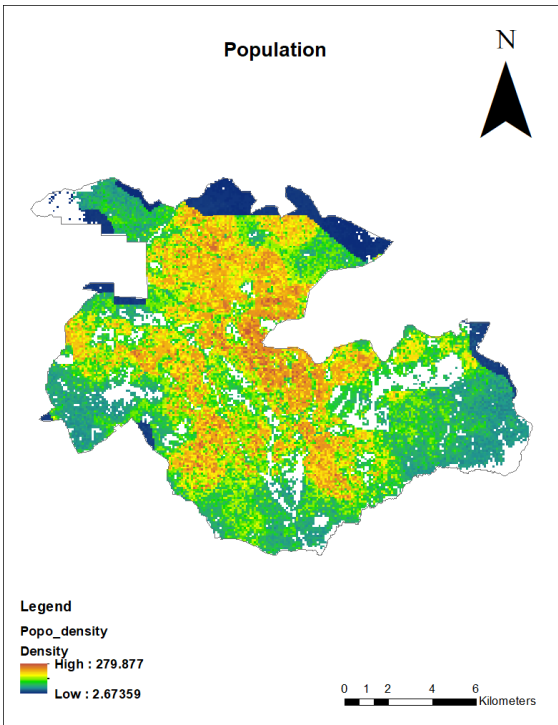 Population
N
Legend
Popo_density
Density
High : 279.877
Low : 2.67359
0 1 2 4 6
Kilometers